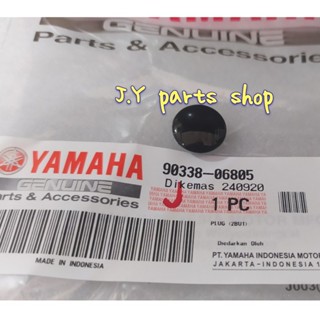 Parts & Accessories
J.Y parts shop
YAMAHA
GENUINE
Parts & Accessories
90338-06805
Dikemas 240920
J
1 PC
PLUG (2BU1)
Diedarkan Oleh
PT. YAMAHA INDONESIA MOTOR
JAKARTA-INDONESIA
MADE IN INDONESIA